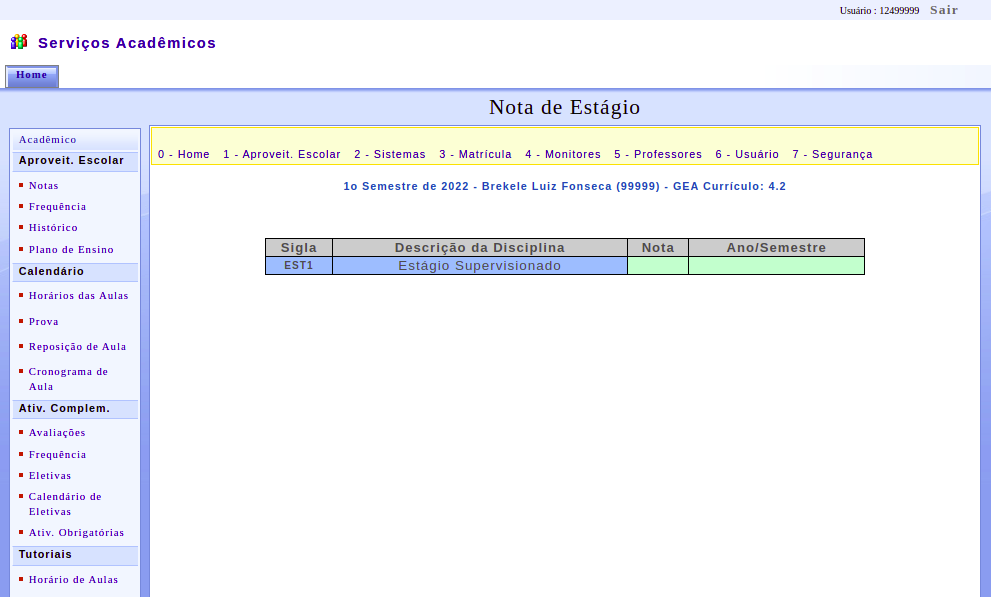 Usuário : 12499999 Sair
Serviços Acadêmicos
Home
Nota de Estágio
Acadêmico
Aproveit. Escolar
Notas
Frequência
Histórico
Plano de Ensino
Calendário
Horários das Aulas
Prova
Reposição de Aula
Cronograma de
Aula
Ativ. Complem.
Avaliações
Frequência
Eletivas
Calendário de
Eletivas
Ativ. Obrigatórias
Tutoriais
Horário de Aulas
0 - Home 1 - Aproveit. Escolar 2 - Sistemas 3 - Matrícula 4 - Monitores 5 - Professores 6 - Usuário 7 - Segurança
1o Semestre de 2022 - Brekele Luiz Fonseca (99999) - GEA Currículo: 4.2
Sigla Descrição da Disciplina Nota Ano/Semestre
EST1 Estágio Supervisionado